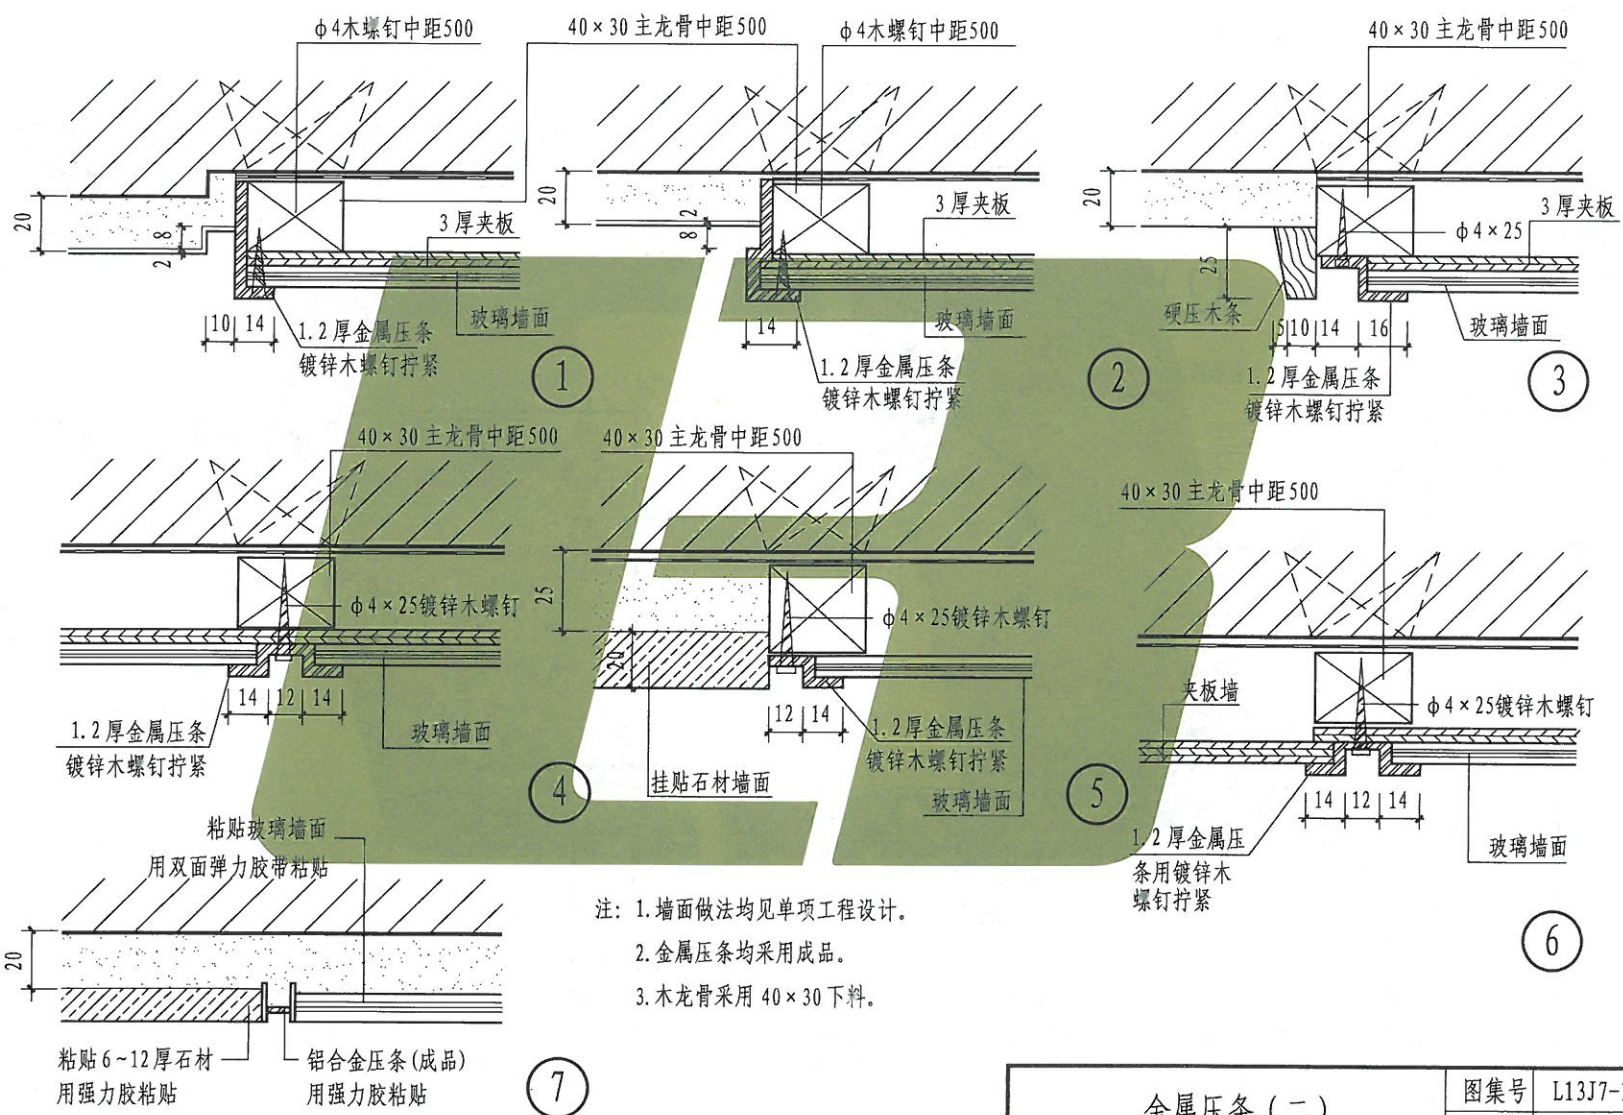 φ4木螺钉中距500
40×30主龙骨中距500
φ4木螺钉中距500
40×30主龙骨中距500
20
8
2
3厚夹板
玻璃墙面
10
14
1.2厚金属压条
镀锌木螺钉拧紧
1
20
2
8
3厚夹板
玻璃墙面
14
1.2厚金属压条
镀锌木螺钉拧紧
2
20
25
3厚夹板
φ4×25
硬压木条
5
10
14
16
玻璃墙面
1.2厚金属压条
镀锌木螺钉拧紧
3
40×30主龙骨中距500
φ4×25镀锌木螺钉
14
12
14
1.2厚金属压条
镀锌木螺钉拧紧
玻璃墙面
4
40×30主龙骨中距500
25
20
φ4×25镀锌木螺钉
12
14
1.2厚金属压条
镀锌木螺钉拧紧
挂贴石材墙面
玻璃墙面
5
40×30主龙骨中距500
夹板墙
φ4×25镀锌木螺钉
14
12
14
1.2厚金属压
条用镀锌木
螺钉拧紧
玻璃墙面
6
粘贴玻璃墙面
用双面弹力胶带粘贴
20
粘贴6~12厚石材
用强力胶粘贴
铝合金压条(成品)
用强力胶粘贴
7
注: 1.墙面做法均见单项工程设计。
2.金属压条均采用成品。
3.木龙骨采用40×30下料。
金属压条(二)
图集号
L13J7-